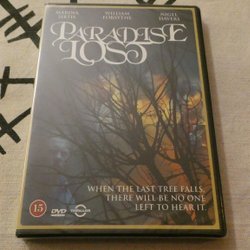 MARINA SIRTIS
WILLIAM FORSYTHE
NIGEL HAVERS
PARADISE
LOST
WHEN THE LAST TREE FALLS,
THERE WILL BE NO ONE
LEFT TO HEAR IT.
15
DVD